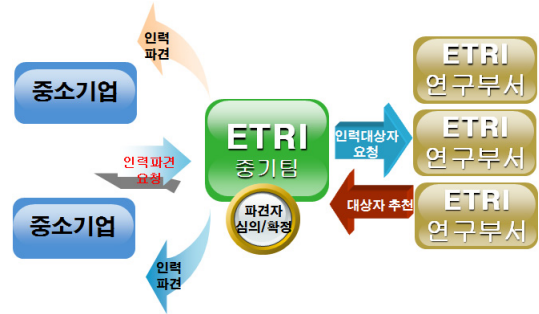 인력
파견
중소기업
인력파견
요청
중소기업
인력
파견
ETRI
중기팀
파견자
심의/확정
인력대상자
요청
대상자 추천
ETRI
연구부서
ETRI
연구부서
ETRI
연구부서